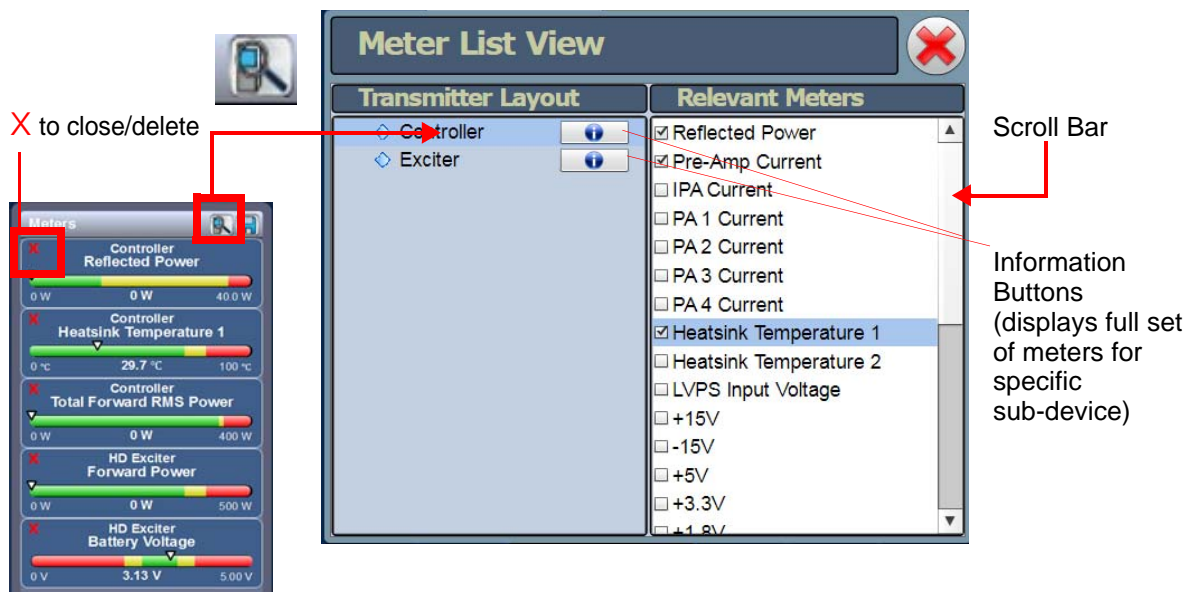 X to close/delete
Meters
Controller
Reflected Power
0 W 0 W 40.0 W
Controller
Heatsink Temperature 1
0 °C 29.7 °C 100 °C
Controller
Total Forward RMS Power
0 W 0 W 400 W
HD Exciter
Forward Power
0 W 0 W 500 W
HD Exciter
Battery Voltage
0 V 3.13 V 5.00 V
Meter List View
Transmitter Layout
Controller
Exciter
Relevant Meters
Reflected Power
Pre-Amp Current
IPA Current
PA 1 Current
PA 2 Current
PA 3 Current
PA 4 Current
Heatsink Temperature 1
Heatsink Temperature 2
LVPS Input Voltage
+15V
-15V
+5V
+3.3V
+1.8V
Scroll Bar
Information
Buttons
(displays full set
of meters for
specific
sub-device)